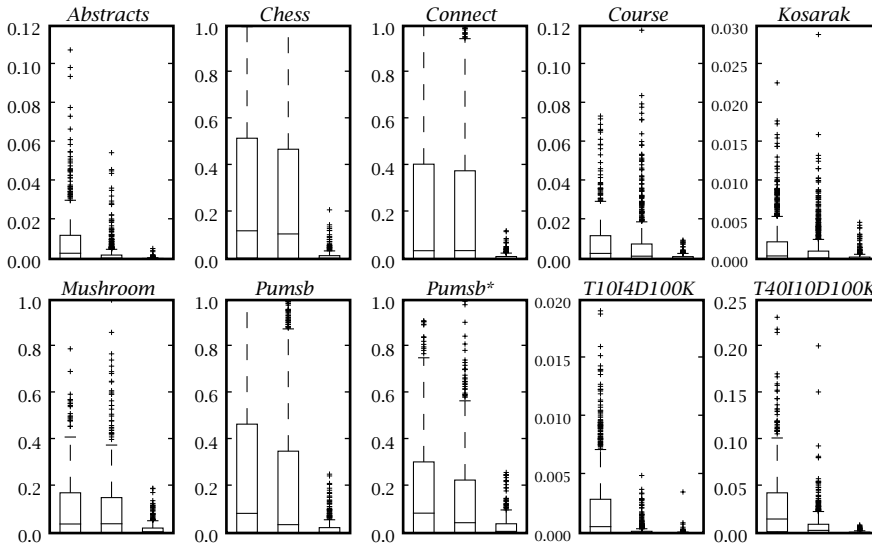 Abstracts Chess Connect Course Kosarak
0.12 1.0 1.0 0.12 0.030
0.10 0.8 0.8 0.10 0.025
0.08 0.6 0.6 0.08 0.020
0.06 0.4 0.4 0.06 0.015
0.04 0.2 0.2 0.04 0.010
0.02 0.0 0.0 0.02 0.005
0.00 0.00 0.000
Mushroom Pumsb Pumsb* T10I4D100K T40I10D100K
1.0 1.0 1.0 0.020 0.25
0.8 0.8 0.8 0.015 0.20
0.6 0.6 0.6 0.010 0.15
0.4 0.4 0.4 0.005 0.10
0.2 0.2 0.2 0.000 0.05
0.0 0.0 0.0 0.00